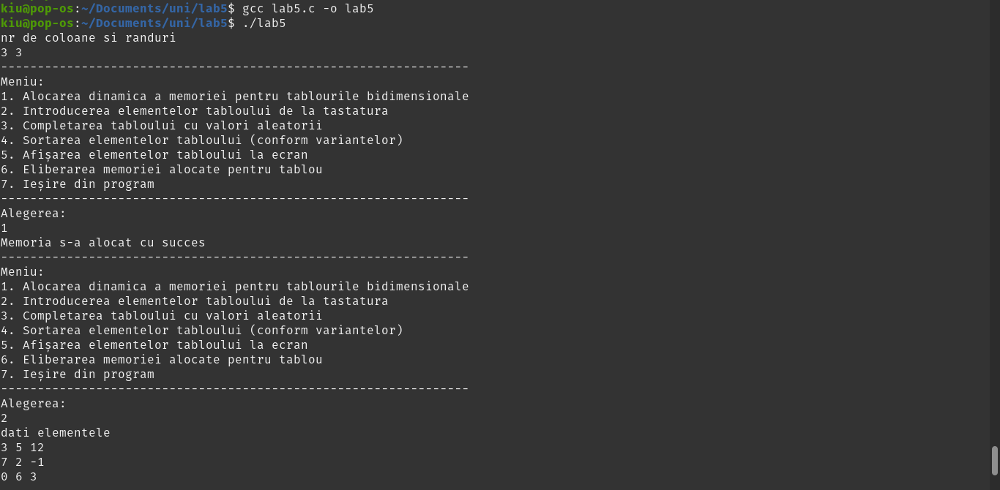 kiu@pop-os:~/Documents/uni/lab5$ gcc lab5.c -o lab5
kiu@pop-os:~/Documents/uni/lab5$ ./lab5
nr de coloane si randuri
3 3
----------------------------------------------------------------
Meniu:
1. Alocarea dinamica a memoriei pentru tablourile bidimensionale
2. Introducerea elementelor tabloului de la tastatura
3. Completarea tabloului cu valori aleatorii
4. Sortarea elementelor tabloului (conform variantelor)
5. Afișarea elementelor tabloului la ecran
6. Eliberarea memoriei alocate pentru tablou
7. Ieșire din program
----------------------------------------------------------------
Alegerea:
1
Memoria s-a alocat cu succes
----------------------------------------------------------------
Meniu:
1. Alocarea dinamica a memoriei pentru tablourile bidimensionale
2. Introducerea elementelor tabloului de la tastatura
3. Completarea tabloului cu valori aleatorii
4. Sortarea elementelor tabloului (conform variantelor)
5. Afișarea elementelor tabloului la ecran
6. Eliberarea memoriei alocate pentru tablou
7. Ieșire din program
----------------------------------------------------------------
Alegerea:
2
dati elementele
3 5 12
7 2 -1
0 6 3